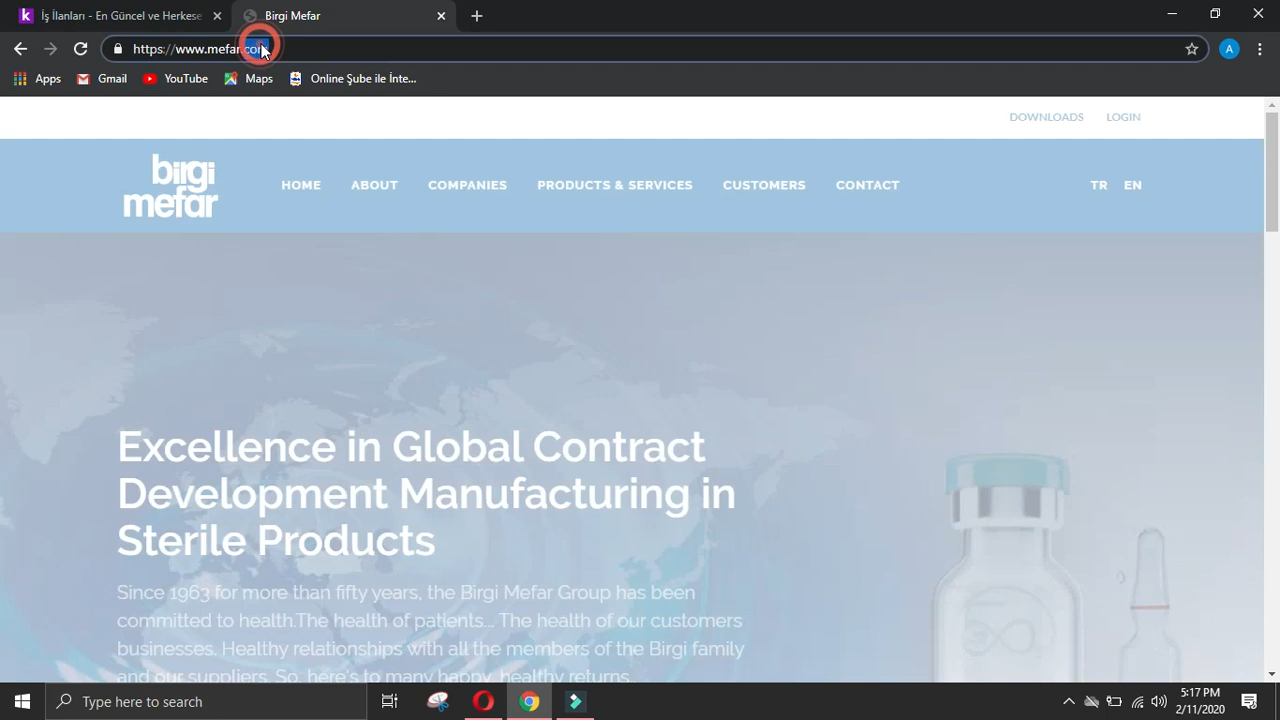 İş İlanları - En Güncel ve Herkese
Birgi Mefar
https://www.mefar.com
Apps
Gmail
YouTube
Maps
Online Şube ile İnte...
A
DOWNLOADS
LOGIN
birgi
mefar
HOME
ABOUT
COMPANIES
PRODUCTS & SERVICES
CUSTOMERS
CONTACT
TR
EN
Excellence in Global Contract
Development Manufacturing in
Sterile Products
Since 1963 for more than fifty years, the Birgi Mefar Group has been
committed to health.The health of patients... The health of our customers
businesses. Healthy relationships with all the members of the Birgi family
and our suppliers. So, here's to many happy, healthy returns.
Type here to search
5:17 PM
2/11/2020